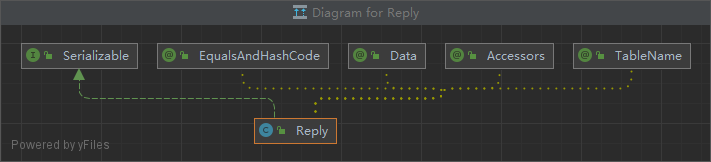 Diagram for Reply
I Serializable
@ EqualsAndHashCode
@ Data
@ Accessors
@ TableName
C Reply
Powered by yFiles